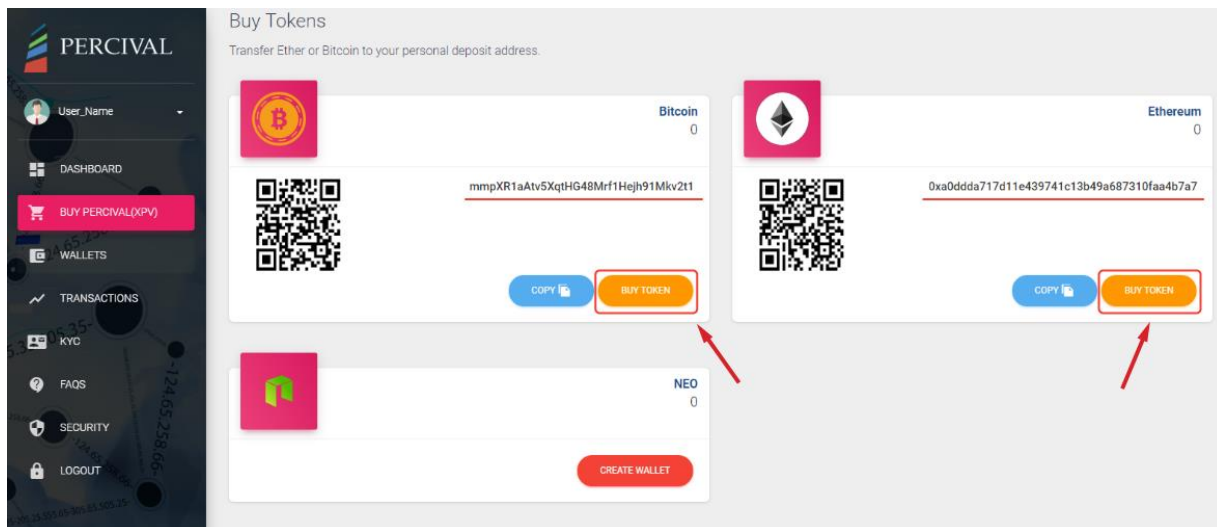 PERCIVAL
User_Name
DASHBOARD
BUY PERCIVAL(XPV)
WALLETS
TRANSACTIONS
KYC
FAQS
SECURITY
LOGOUT
Buy Tokens
Transfer Ether or Bitcoin to your personal deposit address.
Bitcoin
0
mmpXR1aAtv5XqtHG48Mrf1Hejh91Mkv2t1
COPY
BUY TOKEN
Ethereum
0
0xa0ddda717d11e439741c13b49a687310faa4b7a7
COPY
BUY TOKEN
NEO
0
CREATE WALLET